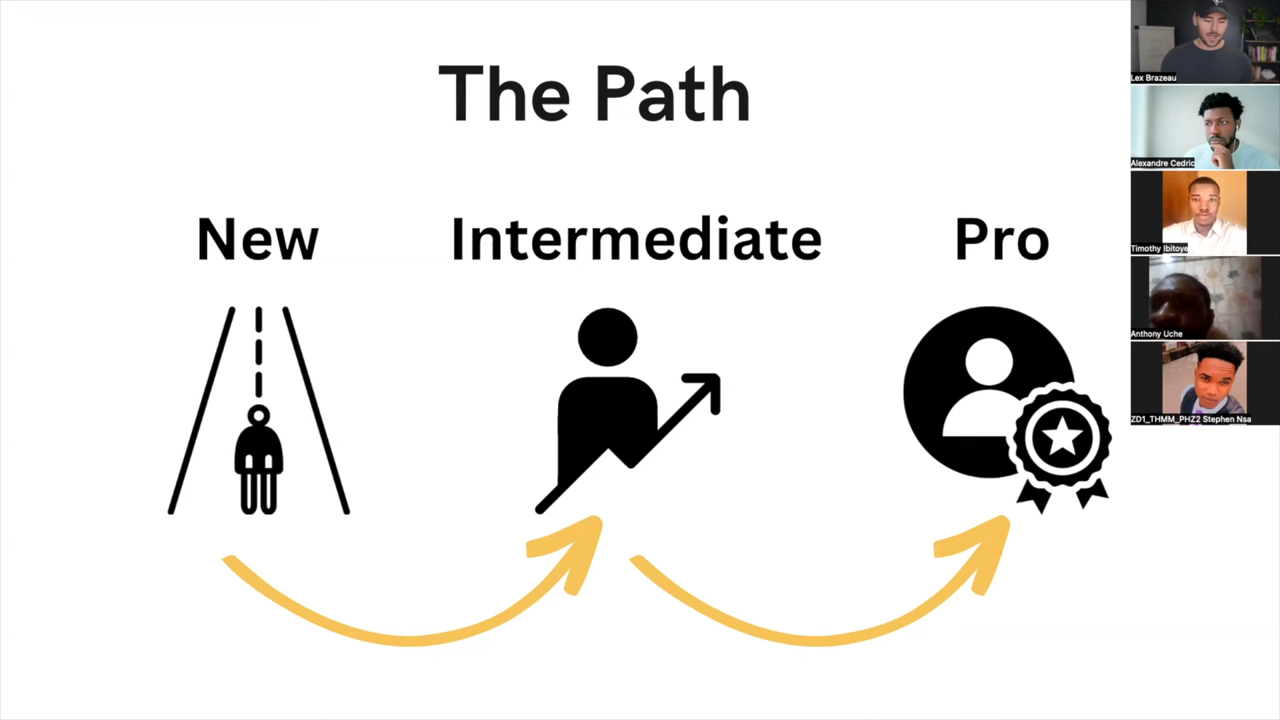 The Path
New Intermediate Pro
Lex Brazeau
Alexandre Cedric
Timothy Ibitoye
Anthony Uche
ZD1_THMM_PHZ2 Stephen Nsa